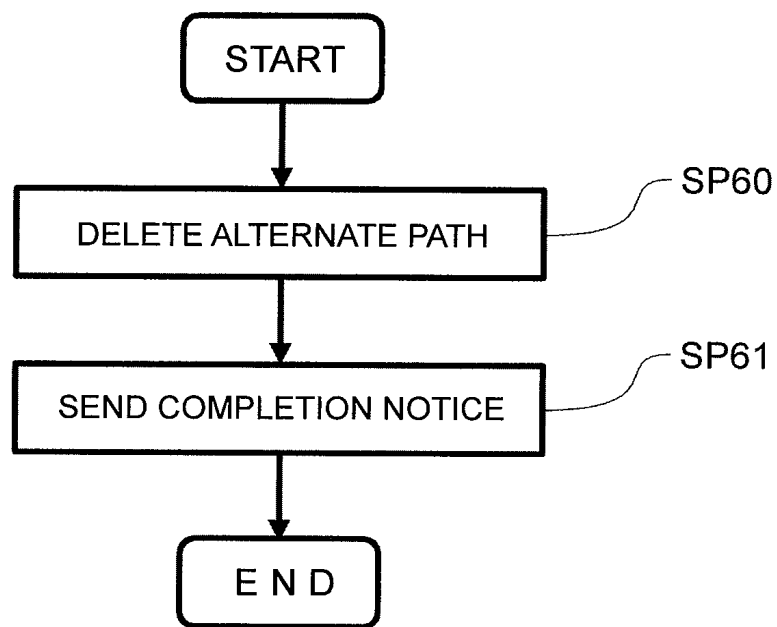 START
SP60
DELETE ALTERNATE PATH
SP61
SEND COMPLETION NOTICE
E N D